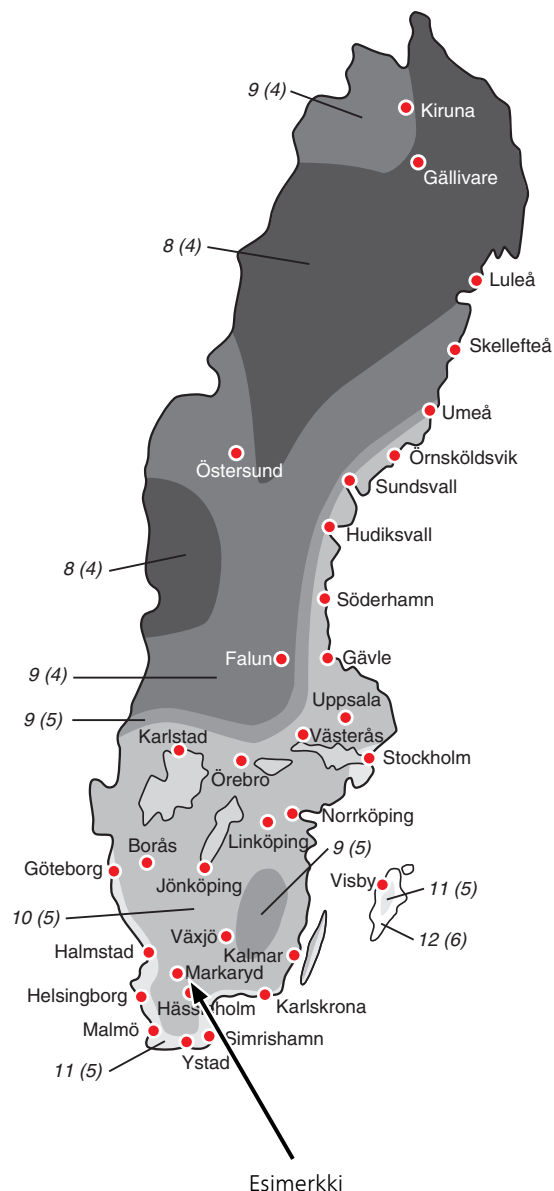 9 (4)
Kiruna
Gällivare
8 (4)
Luleå
Skellefteå
Umeå
Östersund
Örnsköldsvik
Sundsvall
Hudiksvall
8 (4)
Söderhamn
Falun
Gävle
9 (4)
Uppsala
9 (5)
Karlstad
Västerås
Stockholm
Örebro
Norrköping
Linköping
Borås
9 (5)
Göteborg
Jönköping
Visby
11 (5)
10 (5)
12 (6)
Växjö
Halmstad
Kalmar
Markaryd
Helsingborg
Hässleholm
Karlskrona
Malmö
Simrishamn
11 (5)
Ystad
Esimerkki